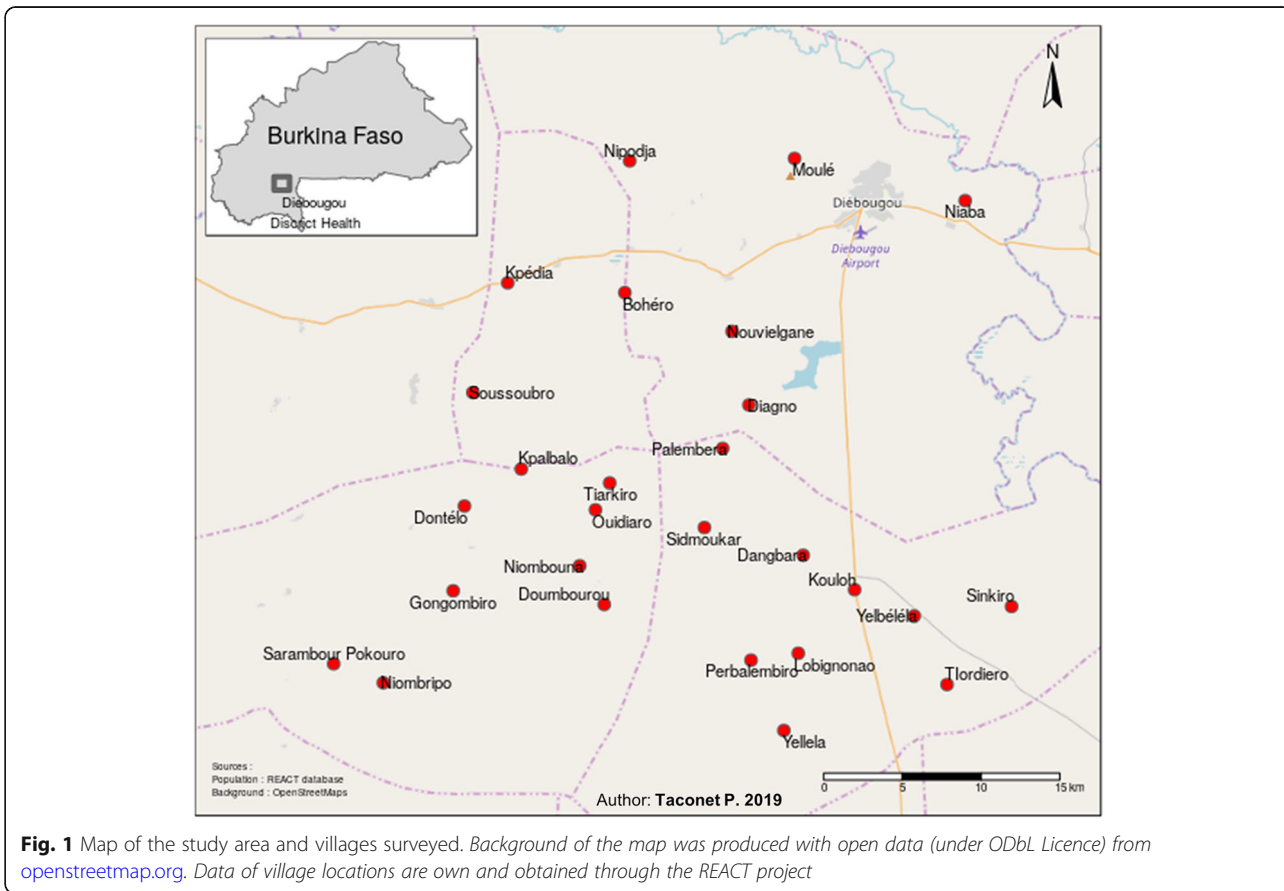 Burkina Faso
Diebougou
Disctrict Health
N
Nipodja
Moulé
Diébougou
Niaba
Diebougou
Airport
Kpédia
Bohéro
Nouvielgane
Soussoubro
Diagno
Palembera
Kpalbalo
Tiarkiro
Dontélo
Ouidiaro
Sidmoukar
Dangbara
Niombouna
Kouloh
Doumbourou
Gongombiro
Sinkiro
Yelbéléla
Sarambour Pokouro
Lobignonao
Perbalembiro
TIordiero
Niombripo
Yellela
Sources :
Population : REACT database
Background : OpenStreetMaps
0 5 10 15 km
Author: Taconet P. 2019
Fig. 1 Map of the study area and villages surveyed. Background of the map was produced with open data (under ODbL Licence) from
openstreetmap.org. Data of village locations are own and obtained through the REACT project